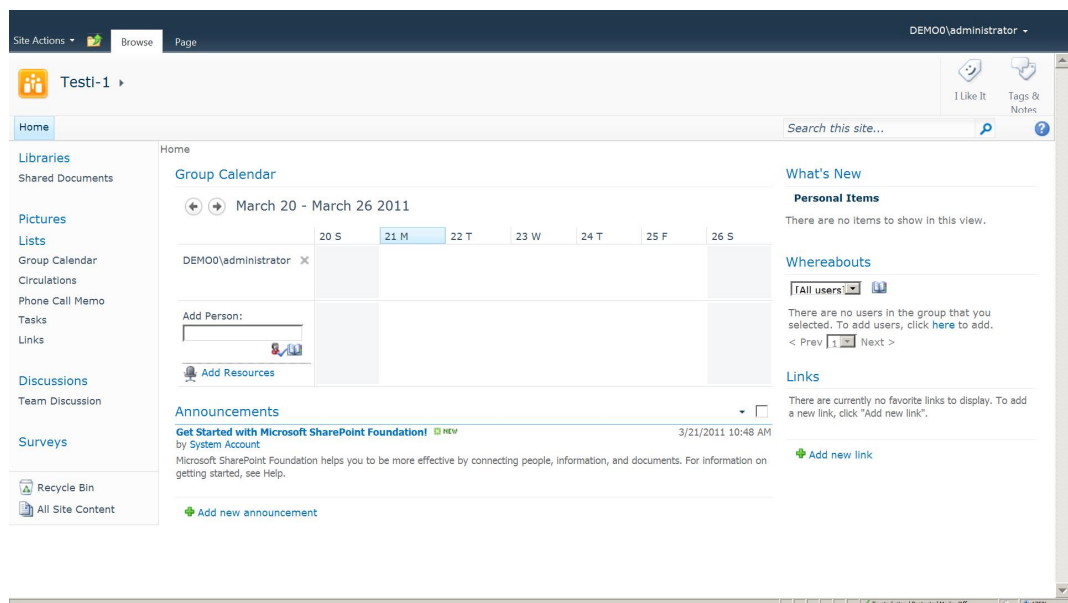 DEMO0\administrator
Site Actions
Browse
Page
Testi-1
I Like It
Tags &
Notes
Home
Search this site...
Libraries
Shared Documents
Pictures
Lists
Group Calendar
Circulations
Phone Call Memo
Tasks
Links
Discussions
Team Discussion
Surveys
Recycle Bin
All Site Content
Home
Group Calendar
March 20 - March 26 2011
20 S 21 M 22 T 23 W 24 T 25 F 26 S
DEMO0\administrator
Add Person:
Add Resources
Announcements
Get Started with Microsoft SharePoint Foundation! NEW
3/21/2011 10:48 AM
by System Account
Microsoft SharePoint Foundation helps you to be more effective by connecting people, information, and documents. For information on
getting started, see Help.
Add new announcement
What's New
Personal Items
There are no items to show in this view.
Whereabouts
[All users]
There are no users in the group that you
selected. To add users, click here to add.
< Prev 1 Next >
Links
There are currently no favorite links to display. To add
a new link, click "Add new link".
Add new link